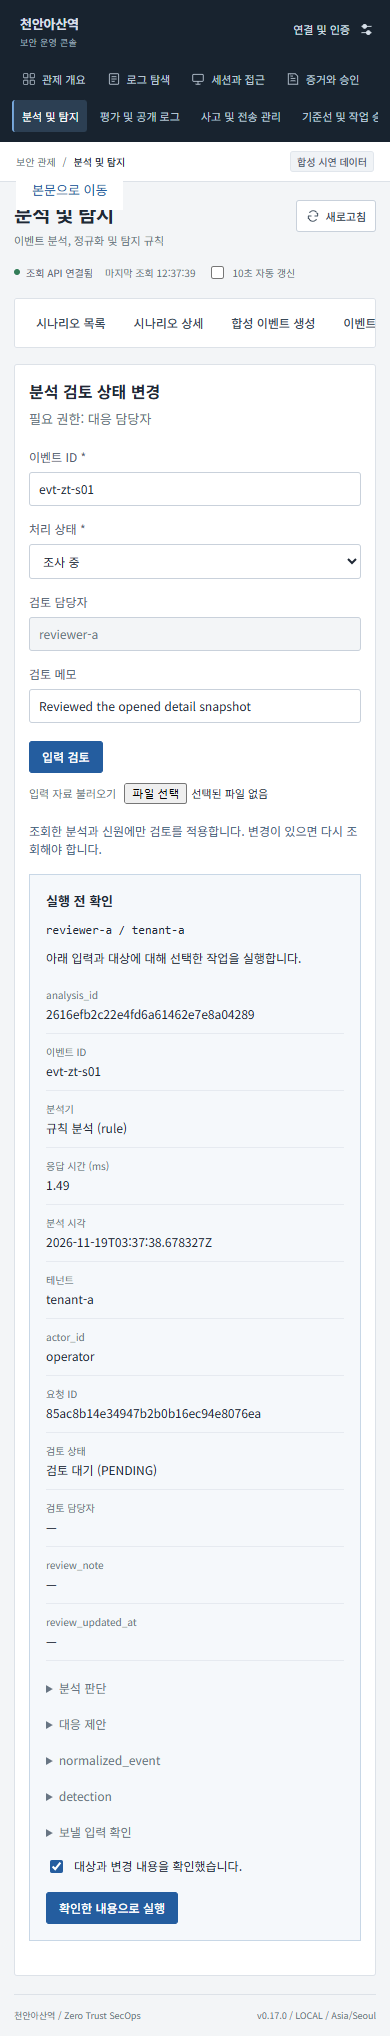 천안아산역
보안 운영 콘솔
연결 및 인증
관제 개요
로그 탐색
세션과 접근
증거와 승인
분석 및 탐지
평가 및 공개 로그
사고 및 전송 관리
기준선 및 작업
보안 관제 / 분석 및 탐지
합성 시연 데이터
본문으로 이동
분석 및 탐지
새로고침
이벤트 분석, 정규화 및 탐지 규칙
조회 API 연결됨
마지막 조회 12:37:39
10초 자동 갱신
시나리오 목록
시나리오 상세
합성 이벤트 생성
이벤트
분석 검토 상태 변경
필요 권한: 대응 담당자
이벤트 ID *
evt-zt-s01
처리 상태 *
조사 중
검토 담당자
reviewer-a
검토 메모
Reviewed the opened detail snapshot
입력 검토
입력 자료 불러오기 파일 선택 선택된 파일 없음
조회한 분석과 신원에만 검토를 적용합니다. 변경이 있으면 다시 조
회해야 합니다.
실행 전 확인
reviewer-a / tenant-a
아래 입력과 대상에 대해 선택한 작업을 실행합니다.
analysis_id
2616efb2c22e4fd6a61462e7e8a04289
이벤트 ID
evt-zt-s01
분석기
규칙 분석 (rule)
응답 시간 (ms)
1.49
분석 시각
2026-11-19T03:37:38.678327Z
테넌트
tenant-a
actor_id
operator
요청 ID
85ac8b14e34947b2b0b16ec94e8076ea
검토 상태
검토 대기 (PENDING)
검토 담당자
—
review_note
—
review_updated_at
—
▶ 분석 판단
▶ 대응 제안
▶ normalized_event
▶ detection
▶ 보낼 입력 확인
대상과 변경 내용을 확인했습니다.
확인한 내용으로 실행
천안아산역 / Zero Trust SecOps
v0.17.0 / LOCAL / Asia/Seoul